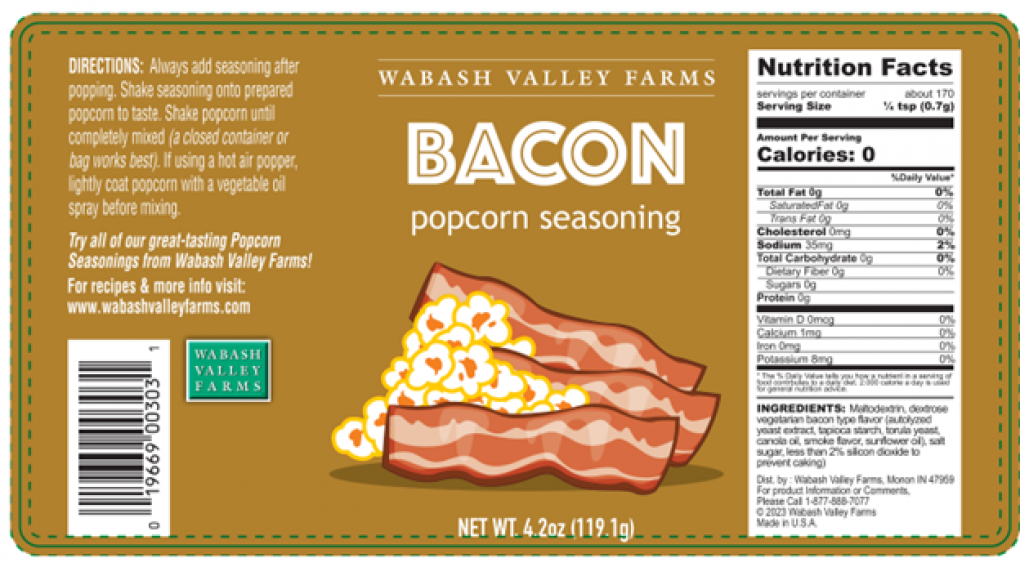 DIRECTIONS: Always add seasoning after
popping. Shake seasoning onto prepared
popcorn to taste. Shake popcorn until
completely mixed (a closed container or
bag works best). If using a hot air popper,
lightly coat popcorn with a vegetable oil
spray before mixing.
Try all of our great-tasting Popcorn
Seasonings from Wabash Valley Farms!
For recipes & more info visit:
www.wabashvalleyfarms.com
0 19669 00303 1
WABASH
VALLEY
FARMS
WABASH VALLEY FARMS
BACON
popcorn seasoning
NET WT. 4.2oz (119.1g)
Nutrition Facts
servings per container about 170
Serving Size ¼ tsp (0.7g)
Amount Per Serving
Calories: 0
%Daily Value*
Total Fat 0g 0%
SaturatedFat 0g 0%
Trans Fat 0g 0%
Cholesterol 0mg 0%
Sodium 35mg 2%
Total Carbohydrate 0g 0%
Dietary Fiber 0g 0%
Sugars 0g
Protein 0g
Vitamin D 0mcg 0%
Calcium 1mg 0%
Iron 0mg 0%
Potassium 8mg 0%
* The % Daily Value tells you how a nutrient in a serving of
food contributes to a daily diet. 2,000 calorie a day is used
for general nutrition advice.
INGREDIENTS: Maltodextrin, dextrose
vegetarian bacon type flavor (autolyzed
yeast extract, tapioca starch, torula yeast,
canola oil, smoke flavor, sunflower oil), salt
sugar, less than 2% silicon dioxide to
prevent caking)
Dist. by : Wabash Valley Farms, Monon IN 47959
For product Information or Comments,
Please Call 1-877-888-7077
© 2023 Wabash Valley Farms
Made in U.S.A.